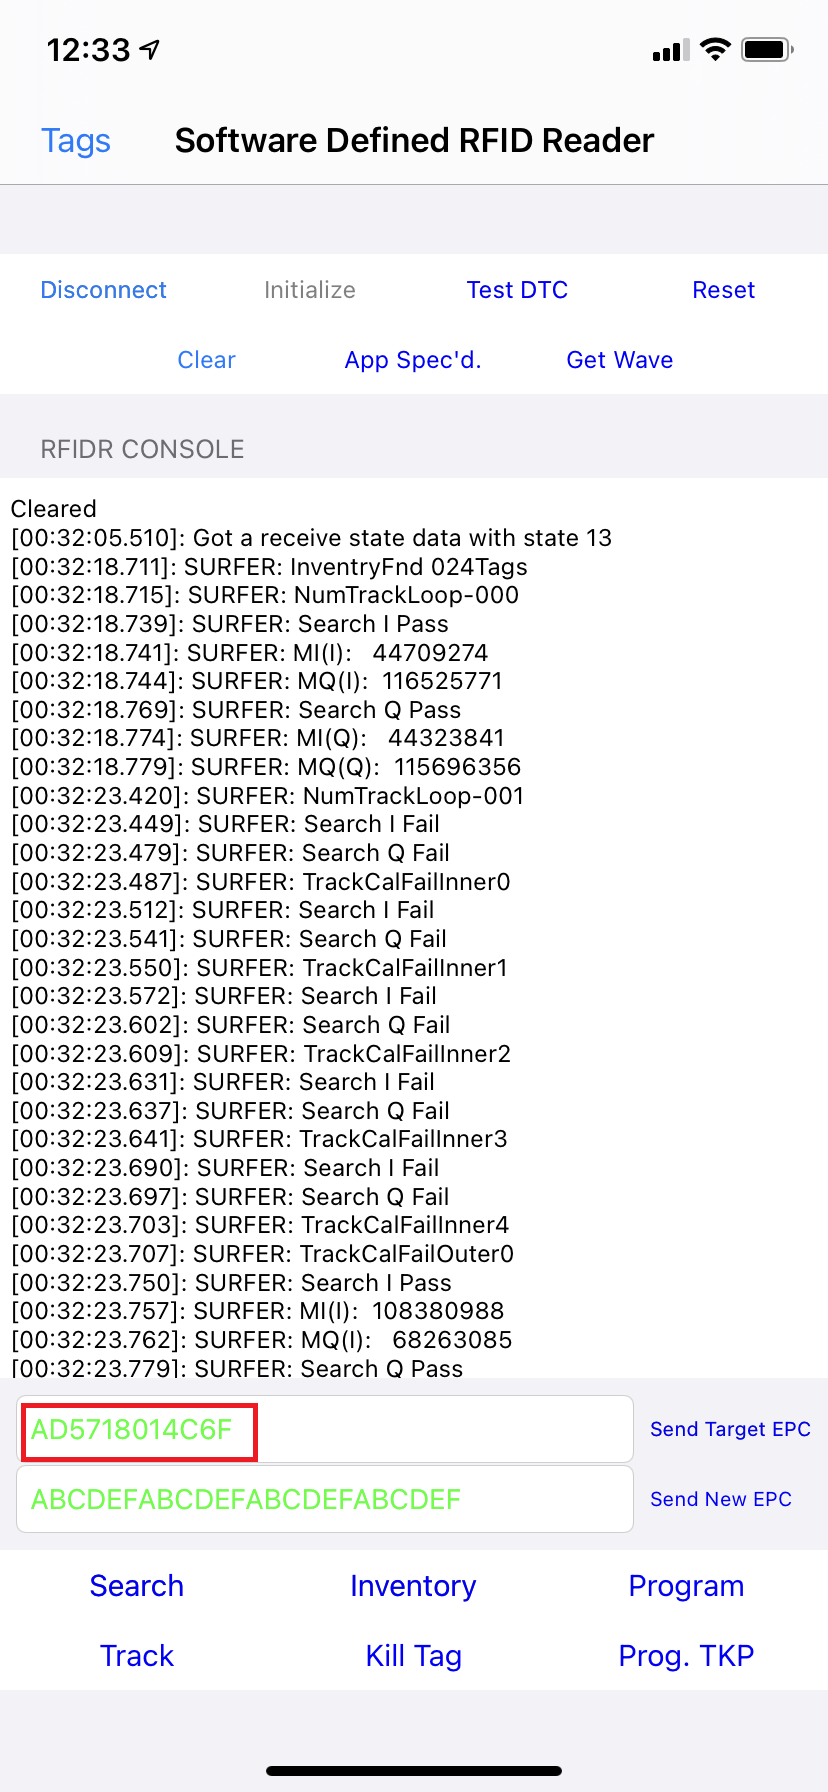 12:33
Tags Software Defined RFID Reader
Disconnect Initialize Test DTC Reset
Clear App Spec'd. Get Wave
RFIDR CONSOLE
Cleared
[00:32:05.510]: Got a receive state data with state 13
[00:32:18.711]: SURFER: InventryFnd 024Tags
[00:32:18.715]: SURFER: NumTrackLoop-000
[00:32:18.739]: SURFER: Search I Pass
[00:32:18.741]: SURFER: MI(I): 44709274
[00:32:18.744]: SURFER: MQ(I): 116525771
[00:32:18.769]: SURFER: Search Q Pass
[00:32:18.774]: SURFER: MI(Q): 44323841
[00:32:18.779]: SURFER: MQ(Q): 115696356
[00:32:23.420]: SURFER: NumTrackLoop-001
[00:32:23.449]: SURFER: Search I Fail
[00:32:23.479]: SURFER: Search Q Fail
[00:32:23.487]: SURFER: TrackCalFailInner0
[00:32:23.512]: SURFER: Search I Fail
[00:32:23.541]: SURFER: Search Q Fail
[00:32:23.550]: SURFER: TrackCalFailInner1
[00:32:23.572]: SURFER: Search I Fail
[00:32:23.602]: SURFER: Search Q Fail
[00:32:23.609]: SURFER: TrackCalFailInner2
[00:32:23.631]: SURFER: Search I Fail
[00:32:23.637]: SURFER: Search Q Fail
[00:32:23.641]: SURFER: TrackCalFailInner3
[00:32:23.690]: SURFER: Search I Fail
[00:32:23.697]: SURFER: Search Q Fail
[00:32:23.703]: SURFER: TrackCalFailInner4
[00:32:23.707]: SURFER: TrackCalFailOuter0
[00:32:23.750]: SURFER: Search I Pass
[00:32:23.757]: SURFER: MI(I): 108380988
[00:32:23.762]: SURFER: MQ(I): 68263085
[00:32:23.779]: SURFER: Search Q Pass
AD5718014C6F Send Target EPC
ABCDEFABCDEFABCDEFABCDEF Send New EPC
Search Inventory Program
Track Kill Tag Prog. TKP